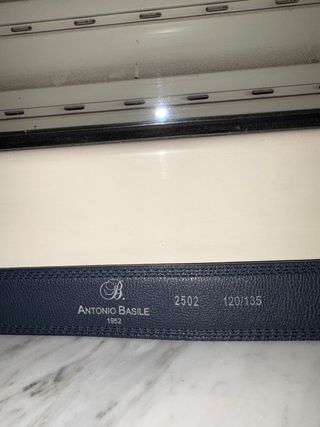 B.
ANTONIO BASILE
1952
2502 120/135